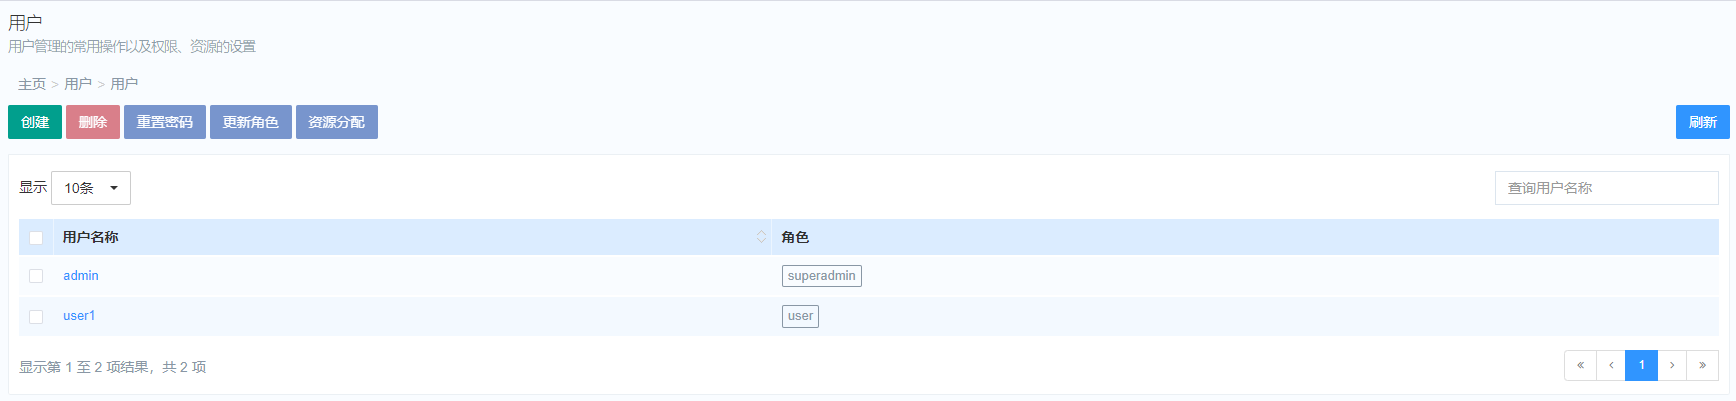 用户
用户管理的常用操作以及权限、资源的设置
主页 > 用户 > 用户
创建 删除 重置密码 更新角色 资源分配 刷新
显示 10条 查询用户名称
用户名称 角色
admin superadmin
user1 user
显示第 1 至 2 项结果，共 2 项 « ‹ 1 › »